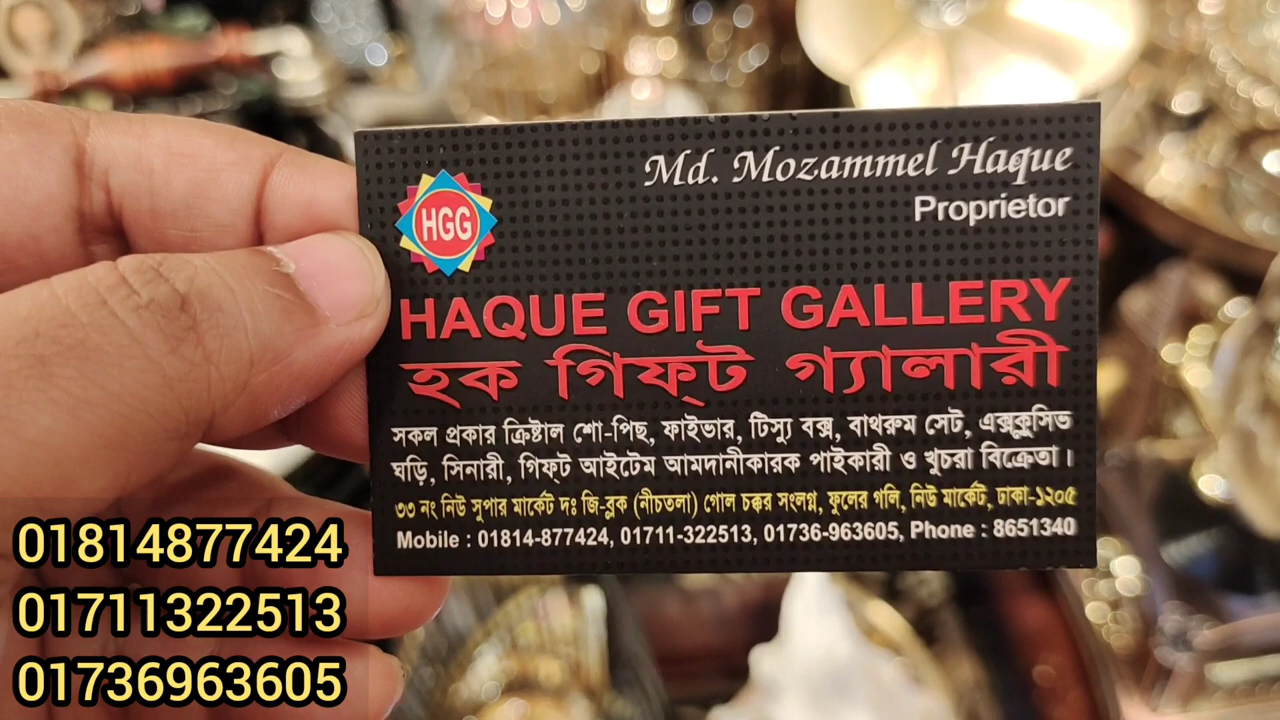 Md. Mozammel Haque
Proprietor
HGG
HAQUE GIFT GALLERY
হক গিফ্ট গ্যালারী
সকল প্রকার ক্রিষ্টাল শো-পিছ, ফাইভার, টিস্যু বক্স, বাথরুম সেট, এক্সক্লুসিভ
ঘড়ি, সিনারী, গিফ্ট আইটেম আমদানীকারক পাইকারী ও খুচরা বিক্রেতা।
৩৩ নং নিউ সুপার মার্কেট দঃ জি-ব্লক (নীচতলা) গোল চক্কর সংলগ্ন, ফুলের গলি, নিউ মার্কেট, ঢাকা-১২০৫
Mobile : 01814-877424, 01711-322513, 01736-963605, Phone : 8651340
01814877424
01711322513
01736963605